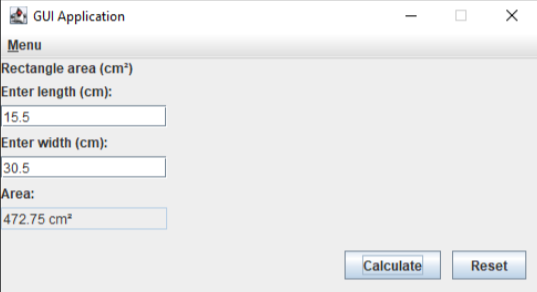 GUI Application
Menu
Rectangle area (cm²)
Enter length (cm):
15.5
Enter width (cm):
30.5
Area:
472.75 cm²
Calculate Reset